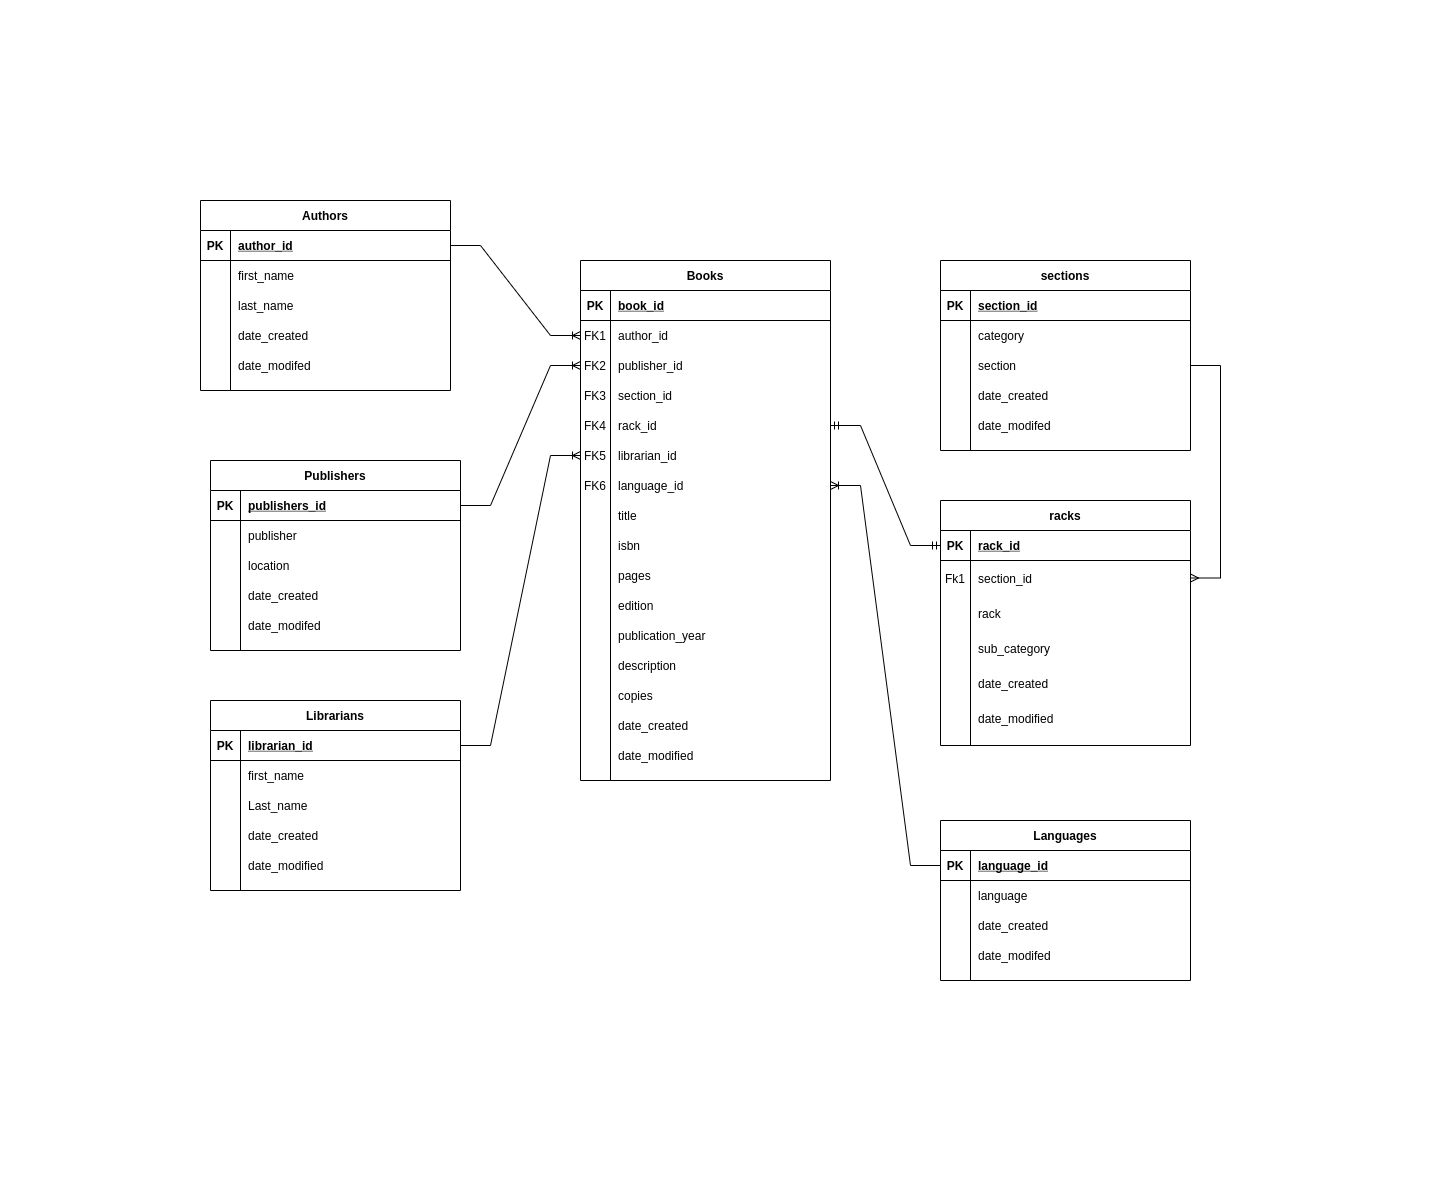 Authors
PK author_id
first_name
last_name
date_created
date_modifed
Publishers
PK publishers_id
publisher
location
date_created
date_modifed
Librarians
PK librarian_id
first_name
Last_name
date_created
date_modified
Books
PK book_id
FK1 author_id
FK2 publisher_id
FK3 section_id
FK4 rack_id
FK5 librarian_id
FK6 language_id
title
isbn
pages
edition
publication_year
description
copies
date_created
date_modified
sections
PK section_id
category
section
date_created
date_modifed
racks
PK rack_id
Fk1 section_id
rack
sub_category
date_created
date_modified
Languages
PK language_id
language
date_created
date_modifed